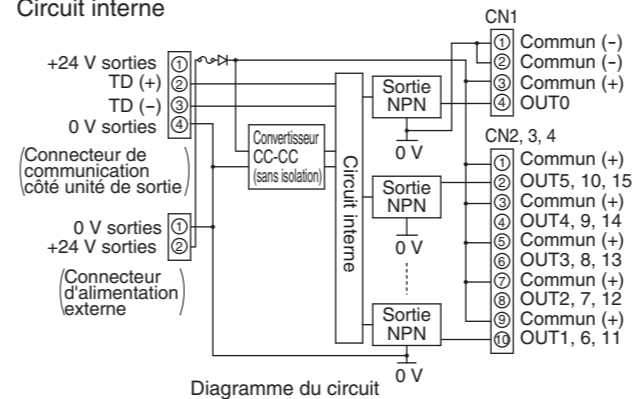 Circuit interne
+24 V sorties ①
TD (+) ②
TD (−) ③
0 V sorties ④
(Connecteur de
communication
côté unité de sortie)
0 V sorties ①
+24 V sorties ②
(Connecteur
d'alimentation
externe)
Convertisseur
CC-CC
(sans isolation)
Circuit interne
Sortie
NPN
0 V
Sortie
NPN
0 V
Sortie
NPN
0 V
CN1
① Commun (−)
② Commun (−)
③ Commun (+)
④ OUT0
CN2, 3, 4
① Commun (+)
② OUT5, 10, 15
③ Commun (+)
④ OUT4, 9, 14
⑤ Commun (+)
⑥ OUT3, 8, 13
⑦ Commun (+)
⑧ OUT2, 7, 12
⑨ Commun (+)
⑩ OUT1, 6, 11
Diagramme du circuit